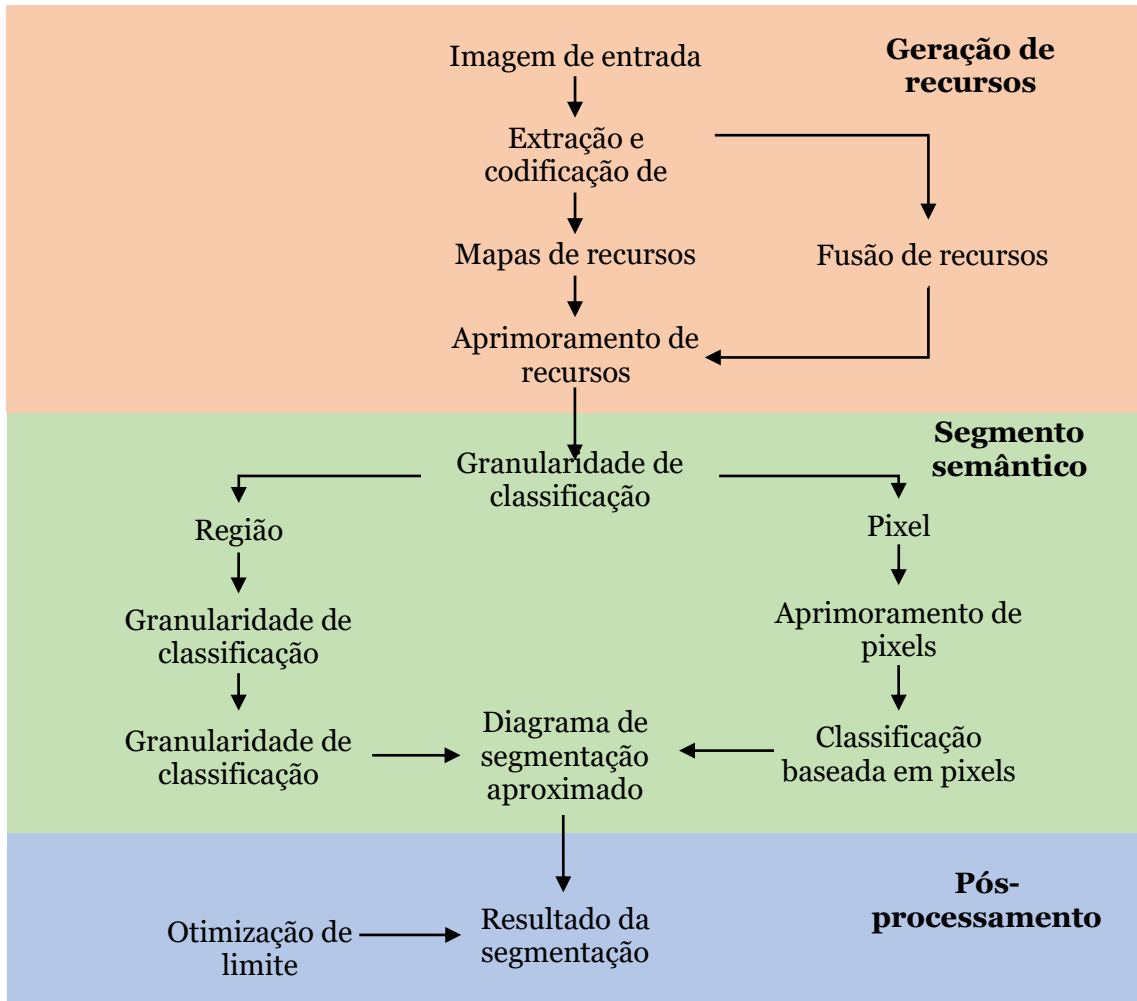 Imagem de entrada
Geração de
recursos
Extração e
codificação de
Mapas de recursos
Fusão de recursos
Aprimoramento de
recursos
Segmento
semântico
Granularidade de
classificação
Região
Pixel
Granularidade de
classificação
Aprimoramento de
pixels
Granularidade de
classificação
Diagrama de
segmentação
aproximado
Classificação
baseada em pixels
Pós-
processamento
Otimização de
limite
Resultado da
segmentação